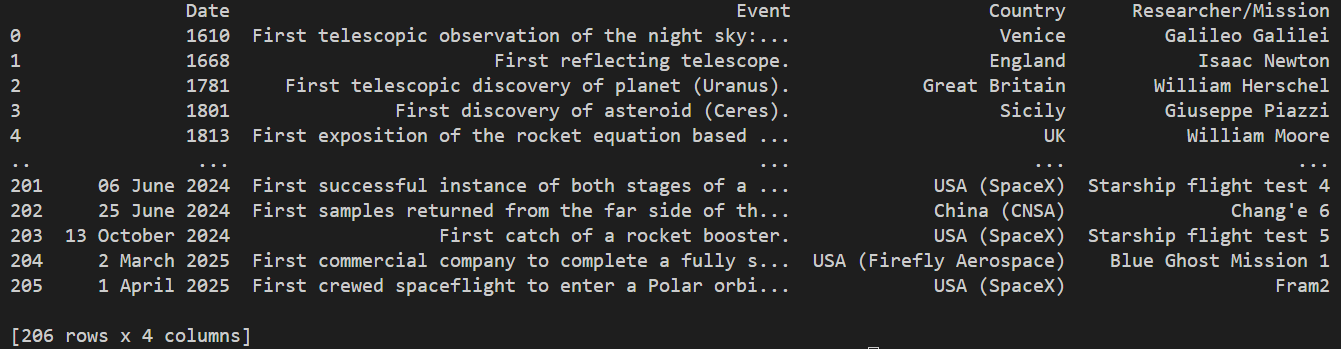 Date Event Country Researcher/Mission
0 1610 First telescopic observation of the night sky:... Venice Galileo Galilei
1 1668 First reflecting telescope. England Isaac Newton
2 1781 First telescopic discovery of planet (Uranus). Great Britain William Herschel
3 1801 First discovery of asteroid (Ceres). Sicily Giuseppe Piazzi
4 1813 First exposition of the rocket equation based ... UK William Moore
.. ... ... ... ...
201 06 June 2024 First successful instance of both stages of a ... USA (SpaceX) Starship flight test 4
202 25 June 2024 First samples returned from the far side of th... China (CNSA) Chang'e 6
203 13 October 2024 First catch of a rocket booster. USA (SpaceX) Starship flight test 5
204 2 March 2025 First commercial company to complete a fully s... USA (Firefly Aerospace) Blue Ghost Mission 1
205 1 April 2025 First crewed spaceflight to enter a Polar orbi... USA (SpaceX) Fram2
[206 rows x 4 columns]